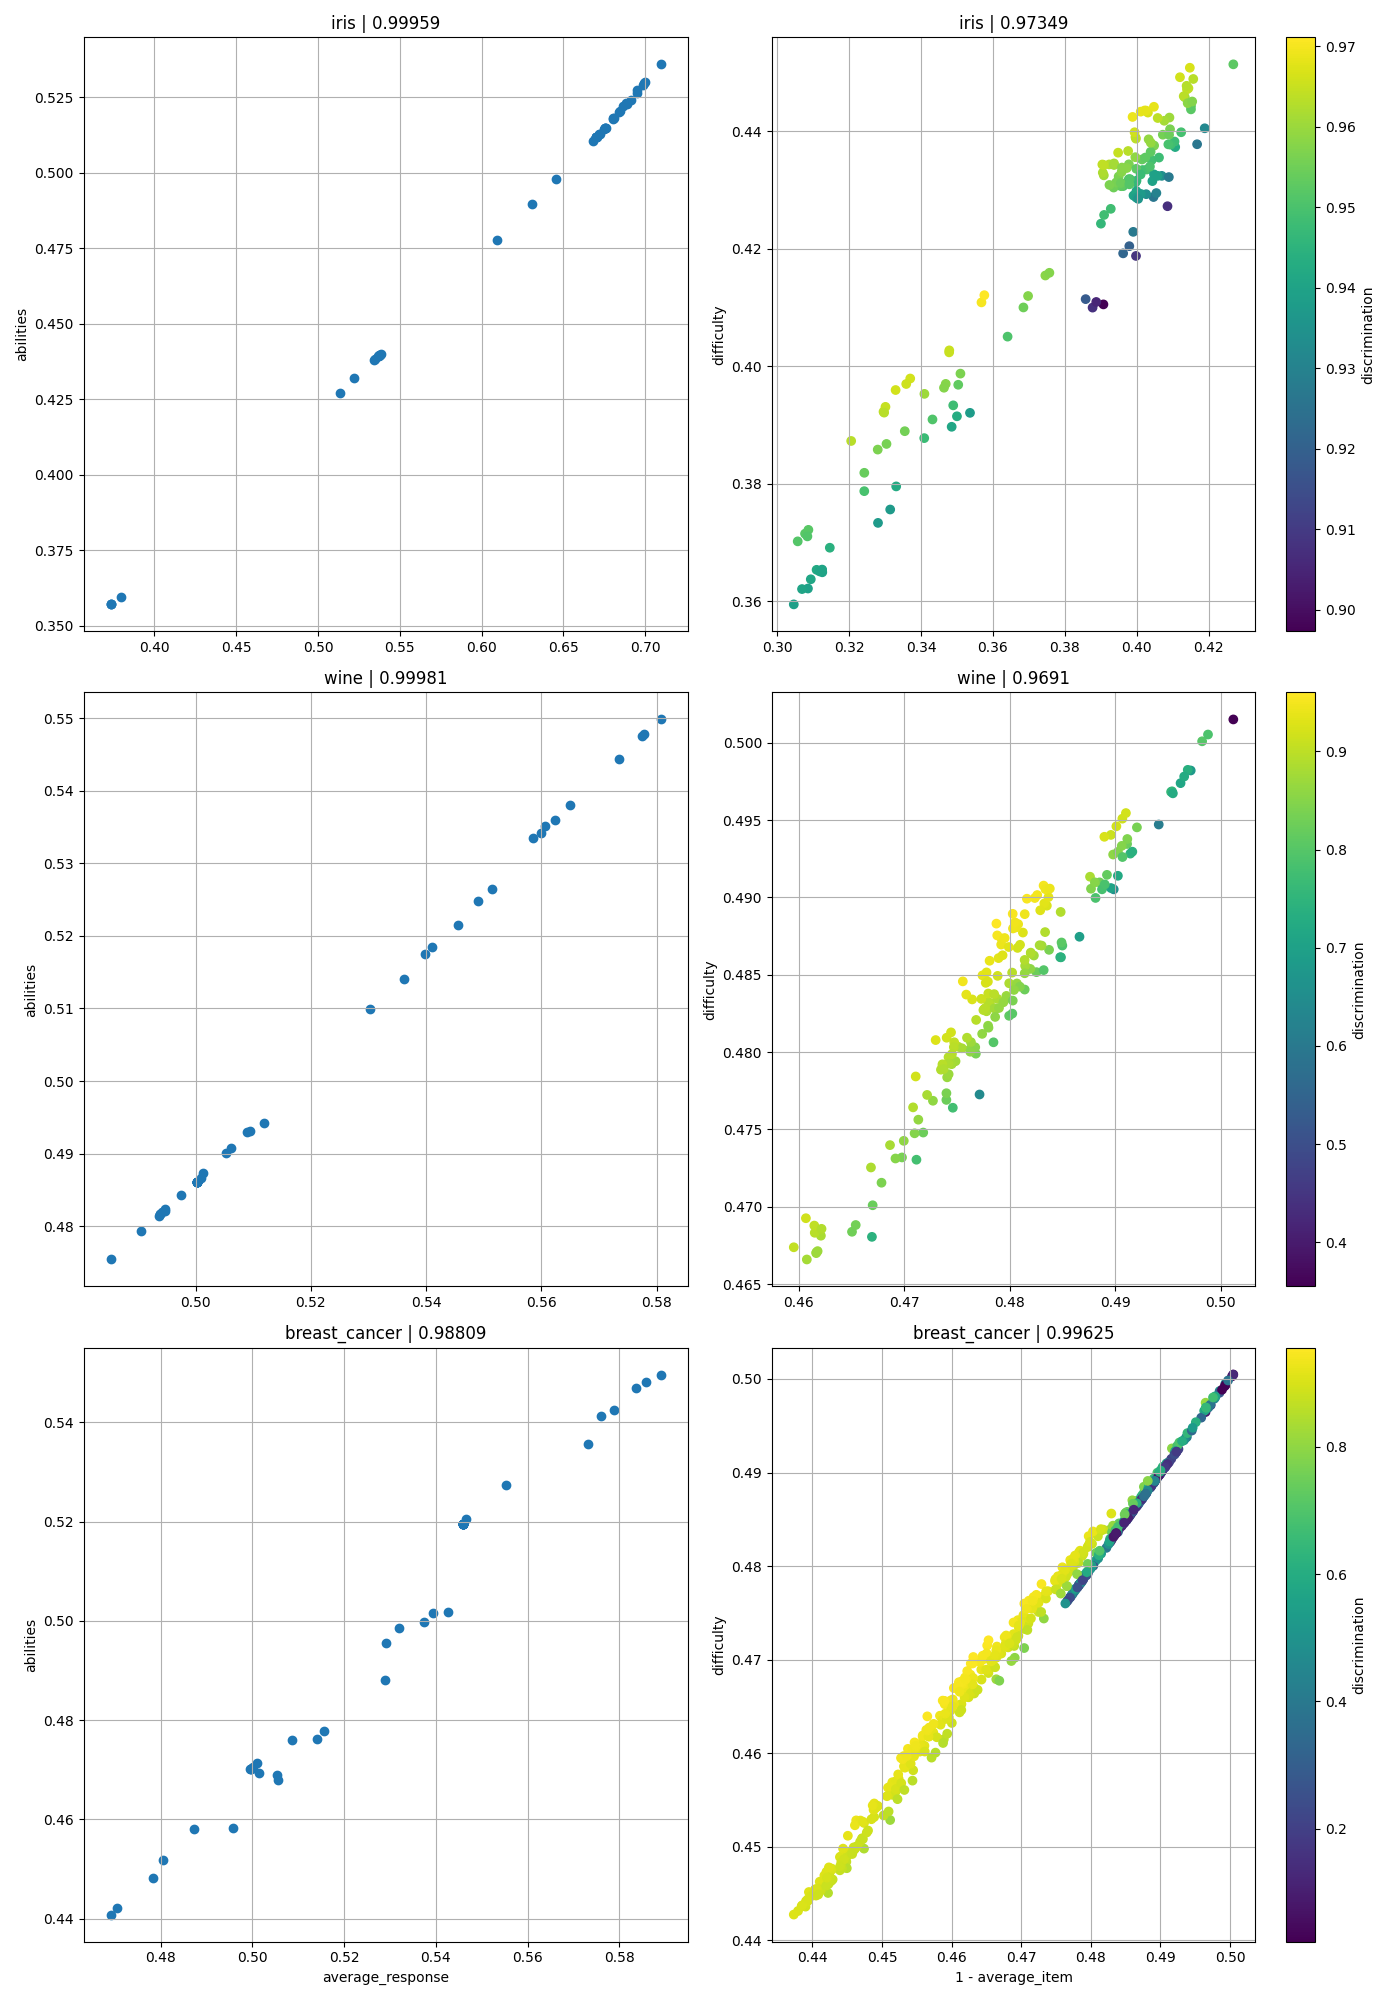 iris | 0.99959
abilities
0.525
0.500
0.475
0.450
0.425
0.400
0.375
0.350
0.40 0.45 0.50 0.55 0.60 0.65 0.70
iris | 0.97349
difficulty
0.44
0.42
0.40
0.38
0.36
0.30 0.32 0.34 0.36 0.38 0.40 0.42
0.97
0.96
0.95
0.94
0.93
0.92
0.91
0.90
discrimination
wine | 0.99981
abilities
0.55
0.54
0.53
0.52
0.51
0.50
0.49
0.48
0.50 0.52 0.54 0.56 0.58
wine | 0.9691
difficulty
0.500
0.495
0.490
0.485
0.480
0.475
0.470
0.465
0.46 0.47 0.48 0.49 0.50
0.9
0.8
0.7
0.6
0.5
0.4
discrimination
breast_cancer | 0.98809
abilities
0.54
0.52
0.50
0.48
0.46
0.44
0.48 0.50 0.52 0.54 0.56 0.58
average_response
breast_cancer | 0.99625
difficulty
0.50
0.49
0.48
0.47
0.46
0.45
0.44
0.44 0.45 0.46 0.47 0.48 0.49 0.50
1 - average_item
0.8
0.6
0.4
0.2
discrimination